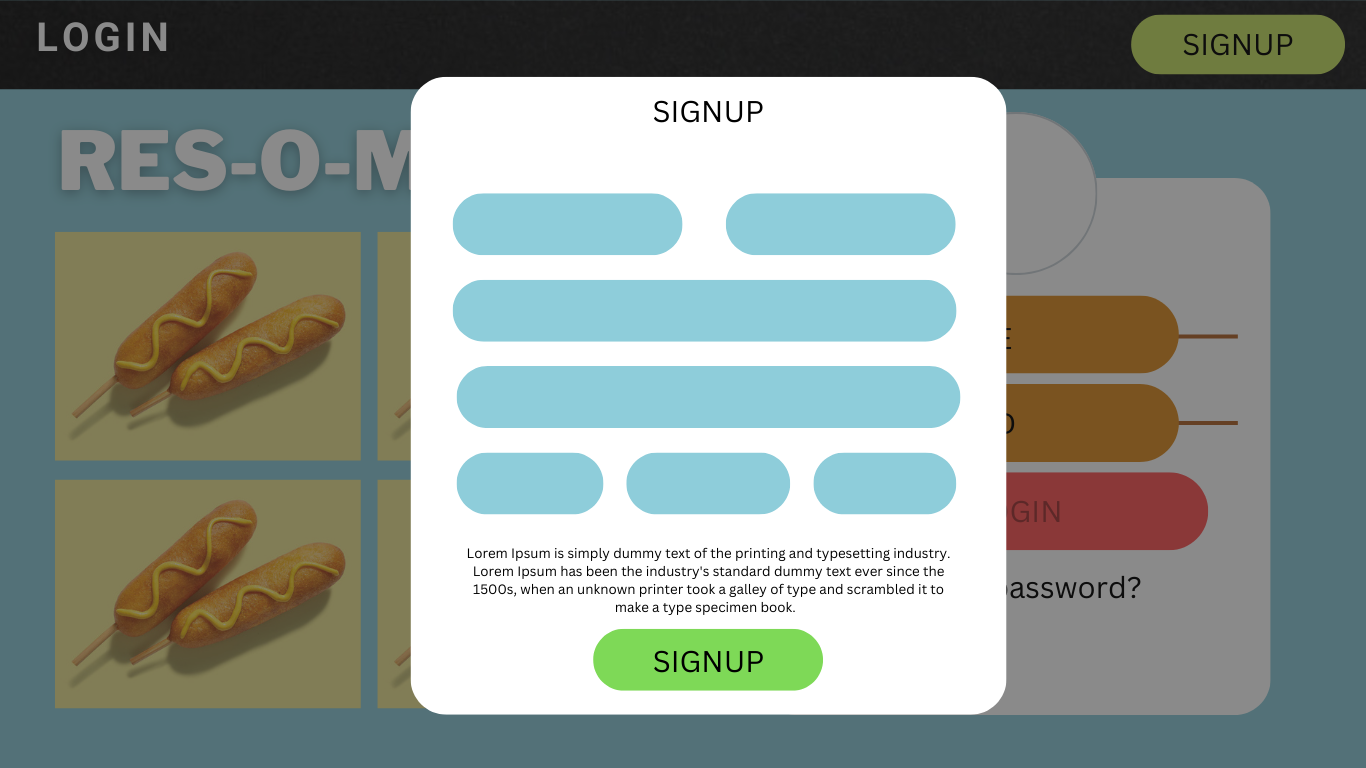 LOGIN
SIGNUP
SIGNUP
RES-O-M
E
D
GIN
Lorem Ipsum is simply dummy text of the printing and typesetting industry.
Lorem Ipsum has been the industry's standard dummy text ever since the
1500s, when an unknown printer took a galley of type and scrambled it to
make a type specimen book.
assword?
SIGNUP